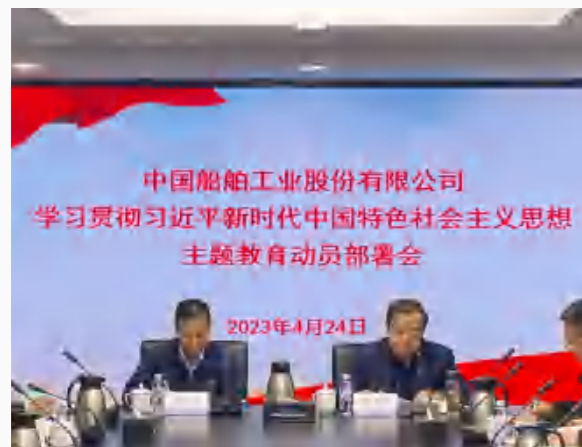 中国船舶工业股份有限公司
学习贯彻习近平新时代中国特色社会主义思想
主题教育动员部署会
2023年4月24日